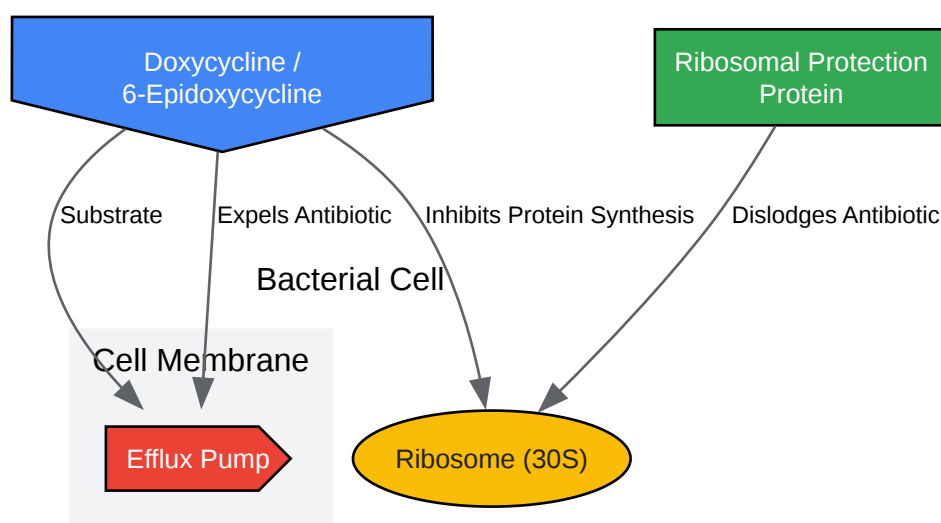 Doxycycline /
6-Epidoxycycline
Ribosomal Protection
Protein
Substrate
Expels Antibiotic
Inhibits Protein Synthesis
Dislodges Antibiotic
Bacterial Cell
Cell Membrane
Efflux Pump
Ribosome (30S)